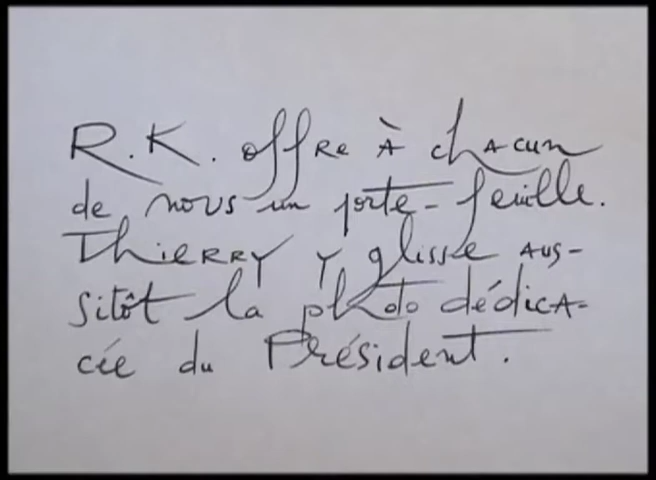 R.K. offre à chacun
de nous un porte-feuille.
Thierry y glisse aus-
sitôt la photo dédica-
cée du Président.